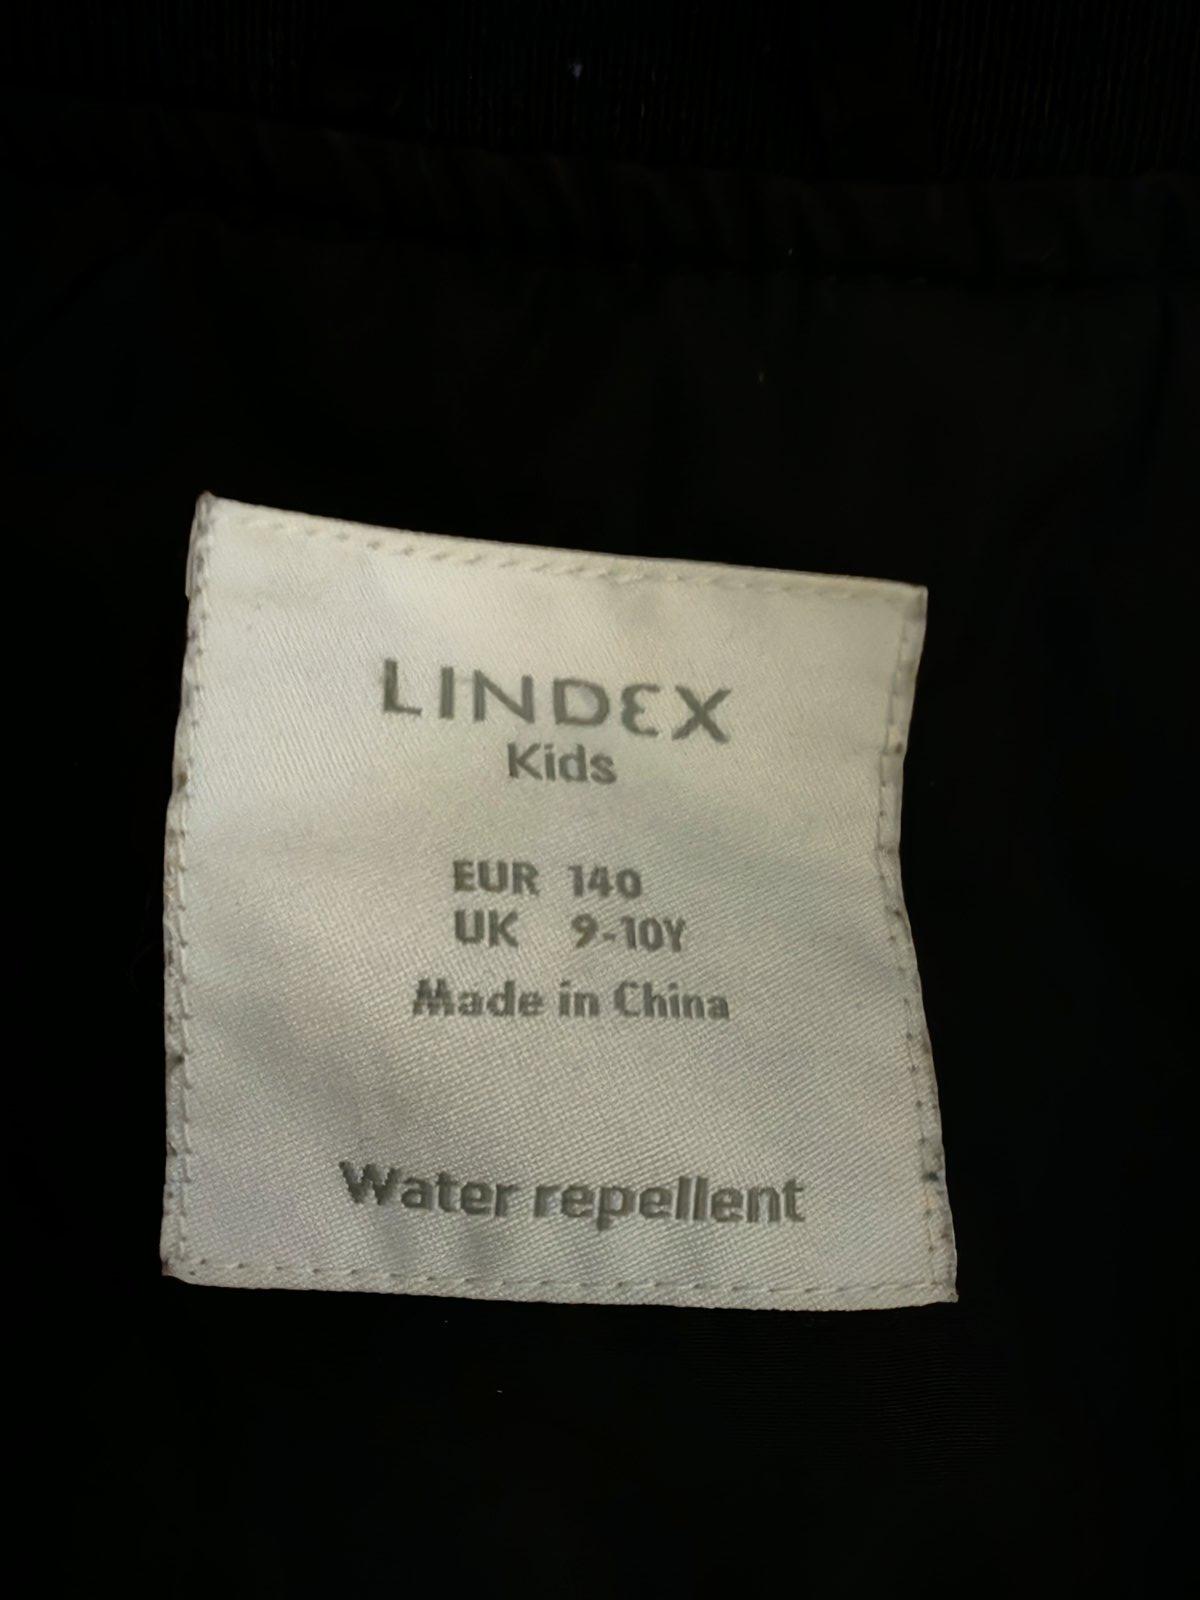 LINDEX
Kids
EUR 140
UK 9-10Y
Made in China
Water repellent